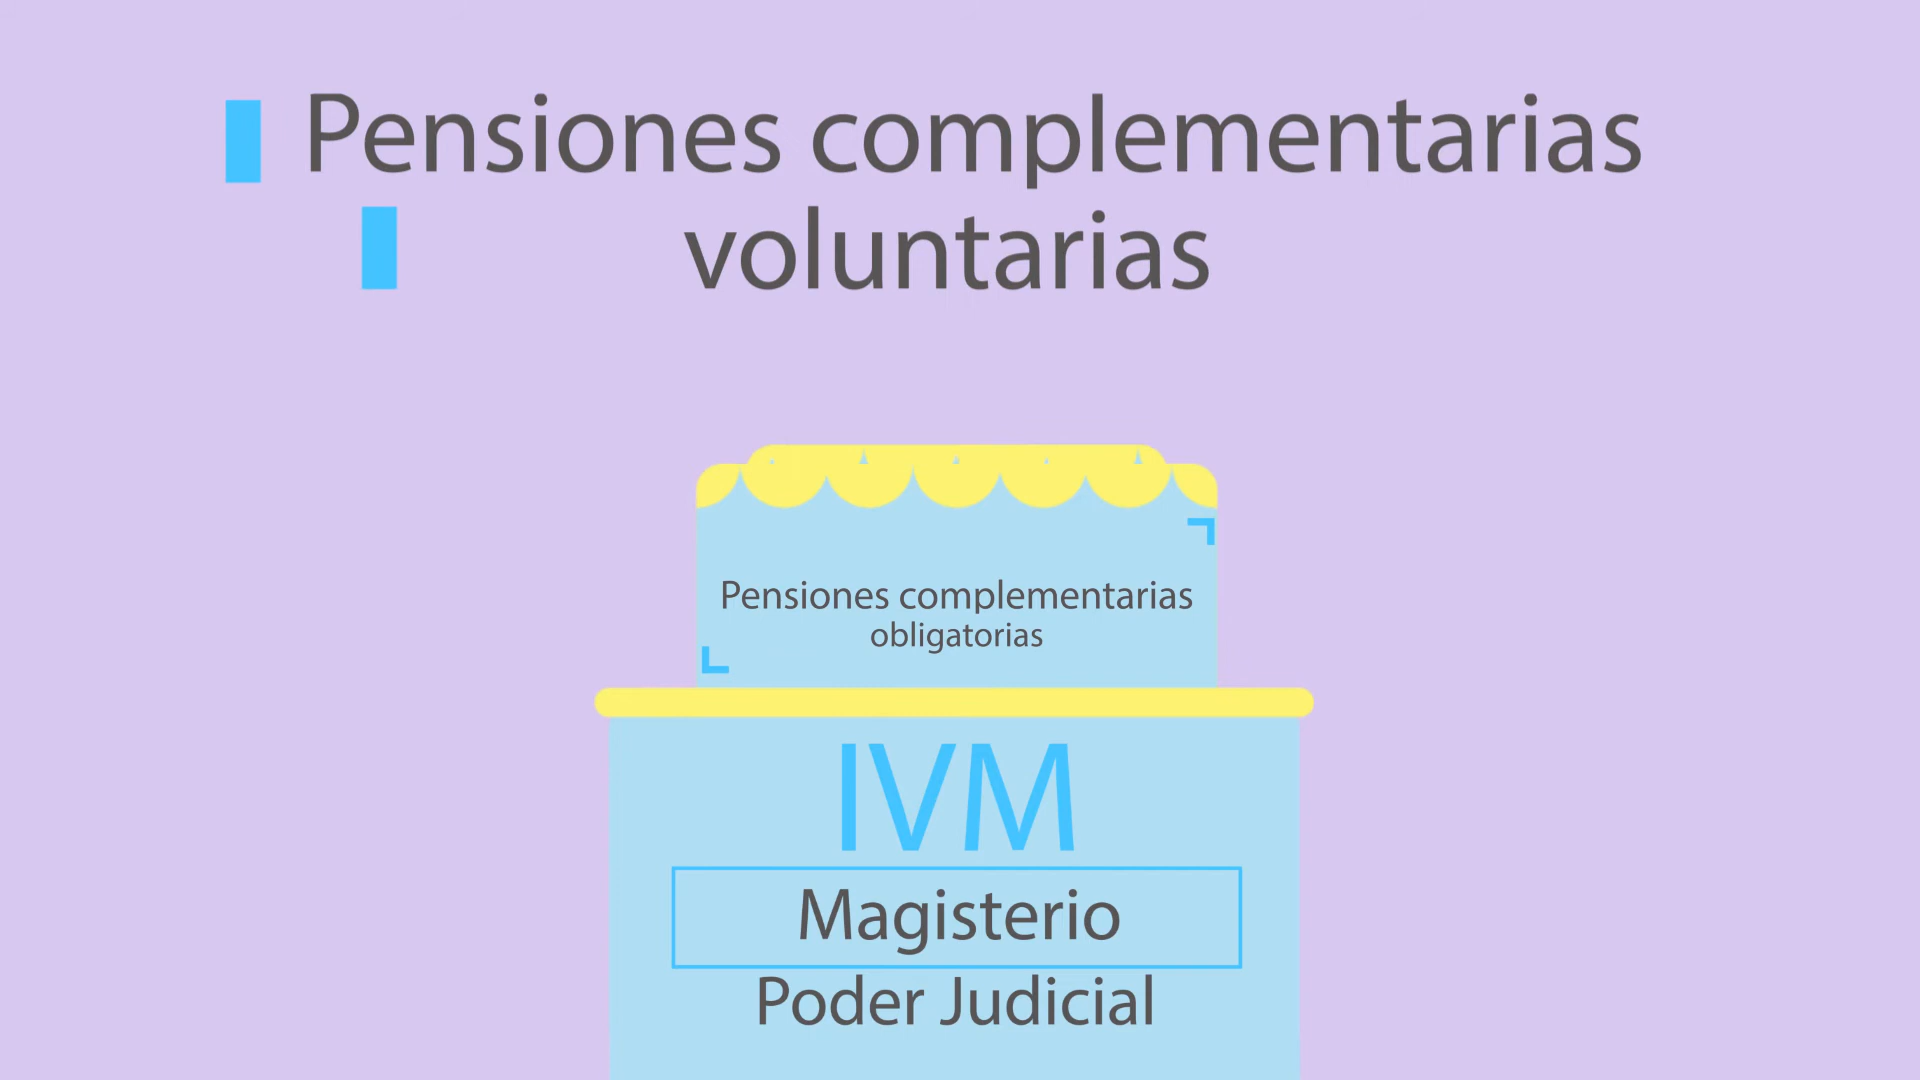 Pensiones complementarias
voluntarias
Pensiones complementarias
obligatorias
IVM
Magisterio
Poder Judicial